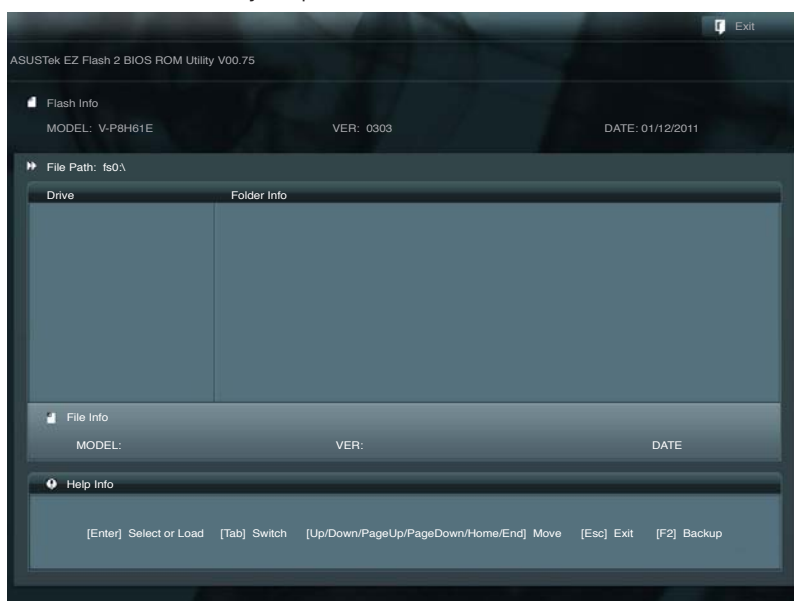 Exit
ASUSTek EZ Flash 2 BIOS ROM Utility V00.75
Flash Info
MODEL: V-P8H61E VER: 0303 DATE: 01/12/2011
File Path: fs0:\
Drive Folder Info
File Info
MODEL: VER: DATE
Help Info
[Enter] Select or Load [Tab] Switch [Up/Down/PageUp/PageDown/Home/End] Move [Esc] Exit [F2] Backup